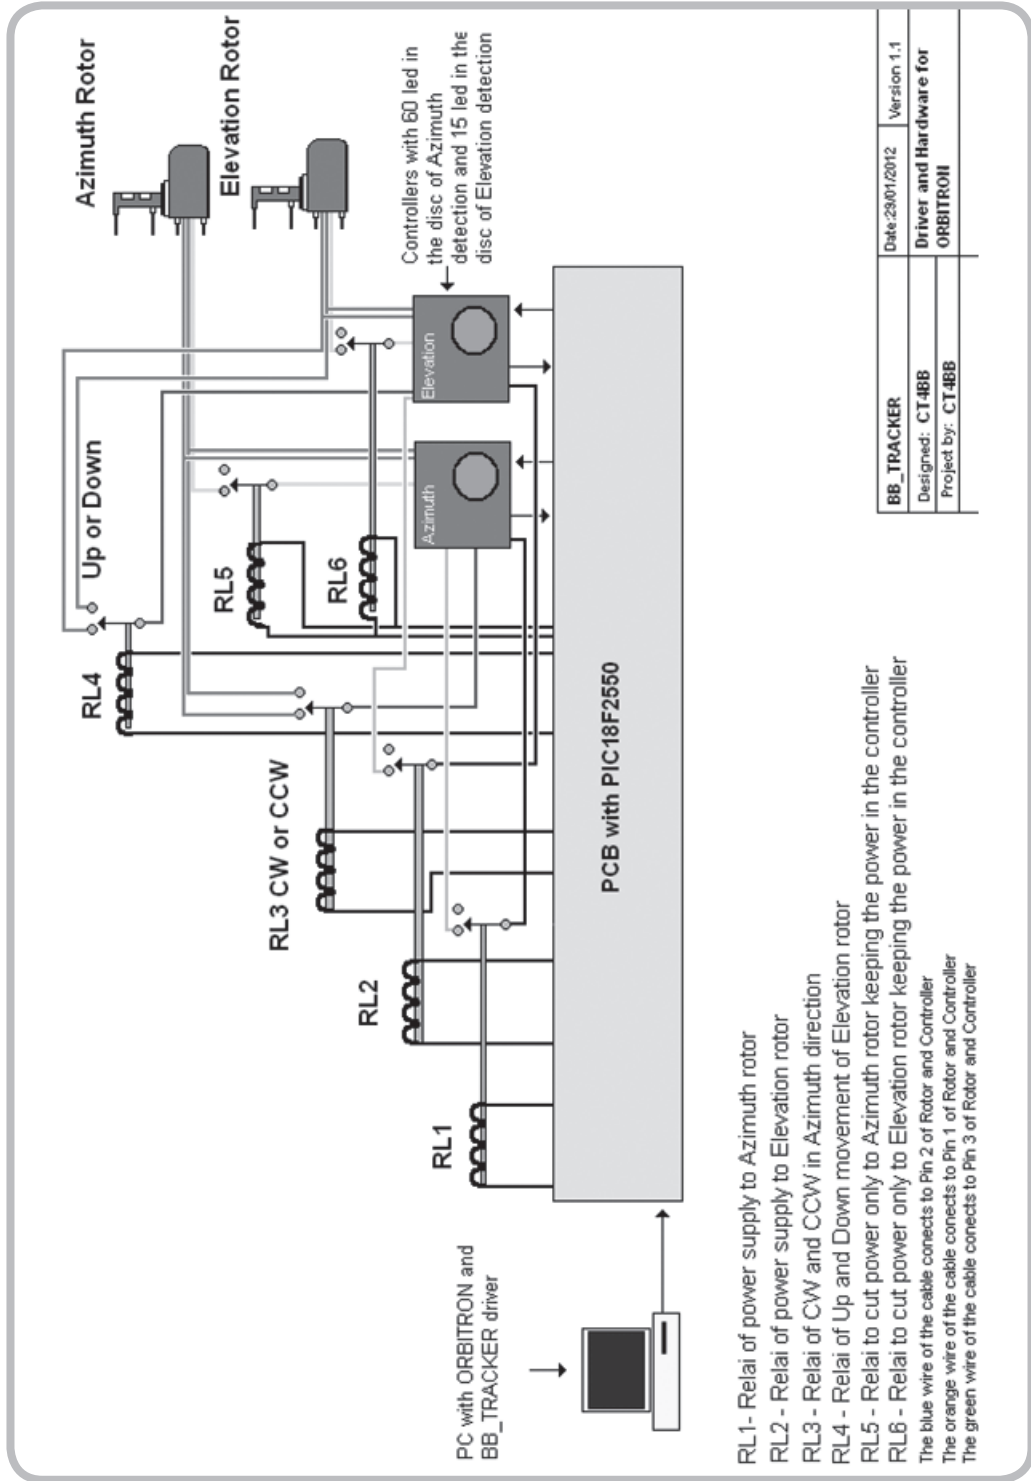 Azimuth Rotor
Elevation Rotor
Controllers with 60 led in
the disc of Azimuth
detection and 15 led in the
disc of Elevation detection
Up or Down
RL4
RL5
RL6
RL3 CW or CCW
RL2
RL1
Azimuth
Elevation
PC with ORBITRON and
BB_TRACKER driver
PCB with PIC18F2550
RL1- Relai of power supply to Azimuth rotor
RL2 - Relai of power supply to Elevation rotor
RL3 - Relai of CW and CCW in Azimuth direction
RL4 - Relai of Up and Down movement of Elevation rotor
RL5 - Relai to cut power only to Azimuth rotor keeping the power in the controller
RL6 - Relai to cut power only to Elevation rotor keeping the power in the controller
The blue wire of the cable conects to Pin 2 of Rotor and Controller
The orange wire of the cable conects to Pin 1 of Rotor and Controller
The green wire of the cable conects to Pin 3 of Rotor and Controller
BB_TRACKER Date:29/01/2012 Version 1.1
Designed: CT4BB Driver and Hardware for
Project by: CT4BB ORBITRON